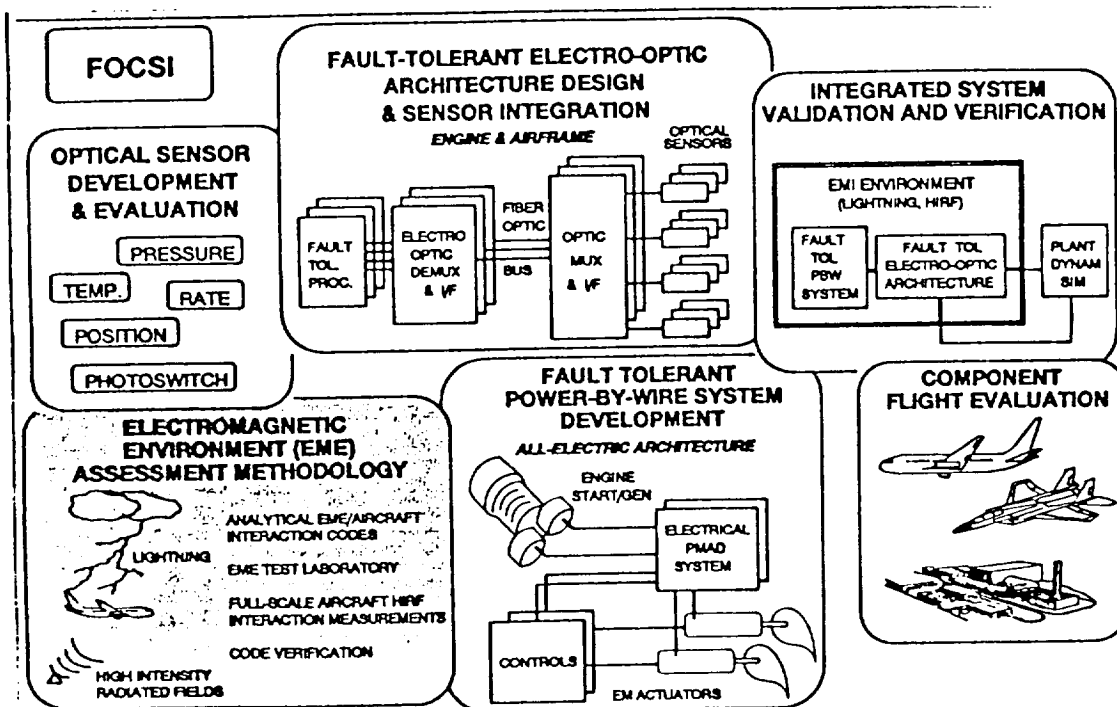 FOCSI
OPTICAL SENSOR
DEVELOPMENT
& EVALUATION
PRESSURE
TEMP.
RATE
POSITION
PHOTOSWITCH
FAULT-TOLERANT ELECTRO-OPTIC
ARCHITECTURE DESIGN
& SENSOR INTEGRATION
ENGINE & AIRFRAME
OPTICAL
SENSORS
FAULT
TOL.
PROC.
ELECTRO
OPTIC
DEMUX
& I/F
FIBER
OPTIC
BUS
OPTIC
MUX
& I/F
INTEGRATED SYSTEM
VALIDATION AND VERIFICATION
EMI ENVIRONMENT
(LIGHTNING, HIRF)
FAULT
TOL
PBW
SYSTEM
FAULT TOL
ELECTRO-OPTIC
ARCHITECTURE
PLANT
DYNAM
SIM
ELECTROMAGNETIC
ENVIRONMENT (EME)
ASSESSMENT METHODOLOGY
LIGHTNING
ANALYTICAL EME/AIRCRAFT
INTERACTION CODES
EME TEST LABORATORY
FULL-SCALE AIRCRAFT HIRF
INTERACTION MEASUREMENTS
CODE VERIFICATION
HIGH INTENSITY
RADIATED FIELDS
FAULT TOLERANT
POWER-BY-WIRE SYSTEM
DEVELOPMENT
ALL-ELECTRIC ARCHITECTURE
ENGINE
START/GEN
ELECTRICAL
PMAD
SYSTEM
CONTROLS
EM ACTUATORS
COMPONENT
FLIGHT EVALUATION